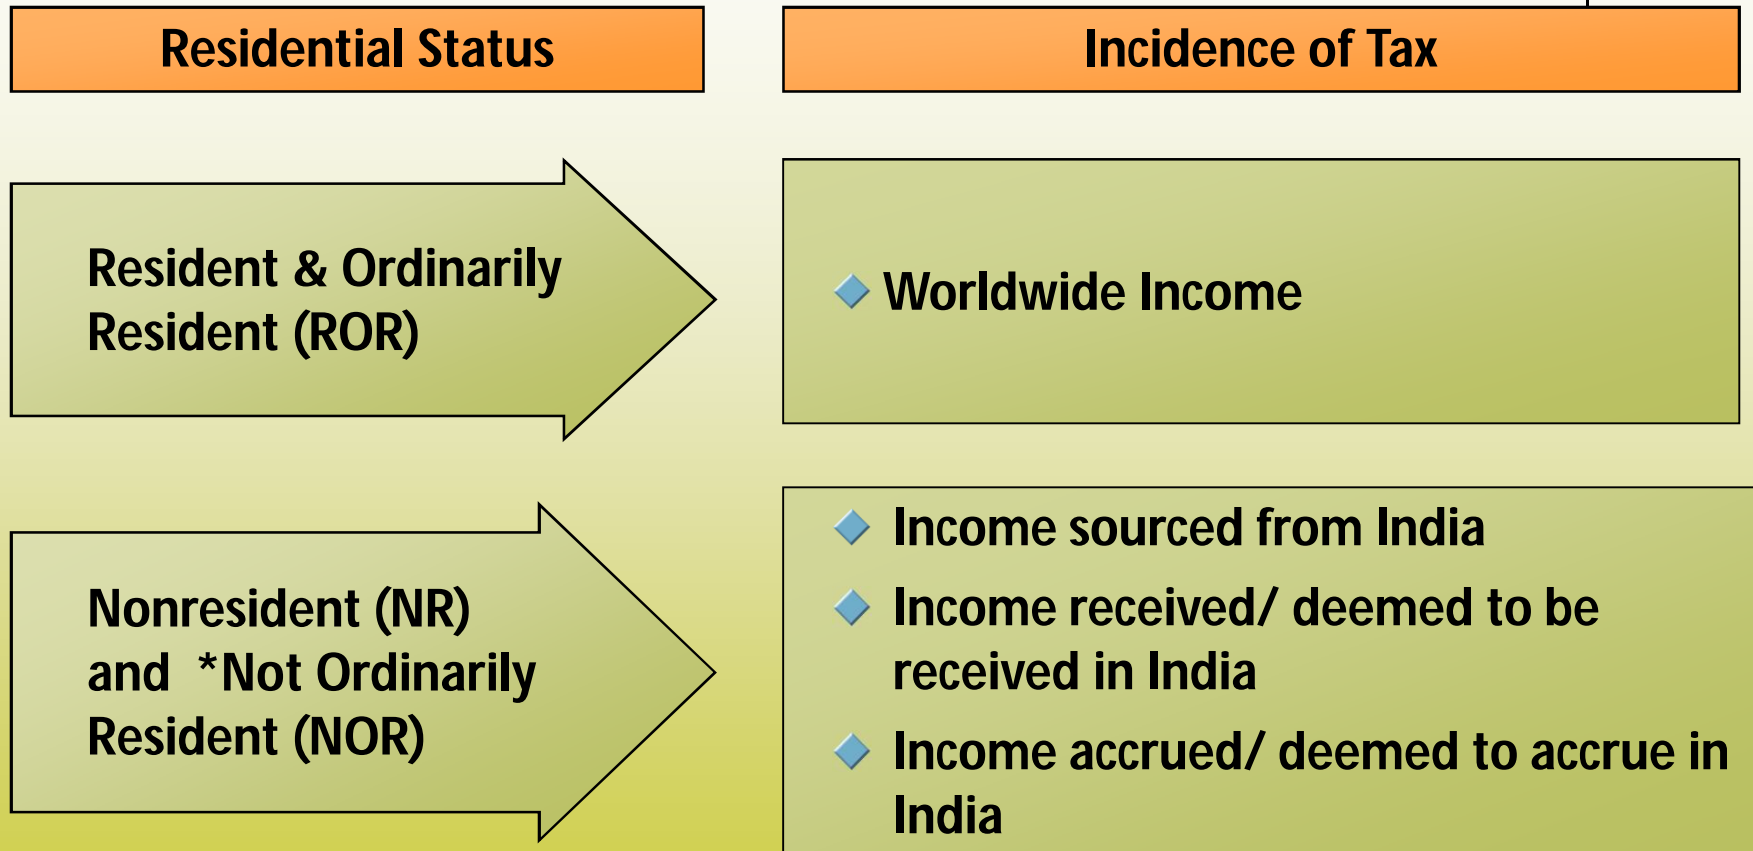 Residential Status
Incidence of Tax
Resident & Ordinarily
Resident (ROR)
Worldwide Income
Nonresident (NR)
and *Not Ordinarily
Resident (NOR)
Income sourced from India
Income received/ deemed to be
received in India
Income accrued/ deemed to accrue in
India